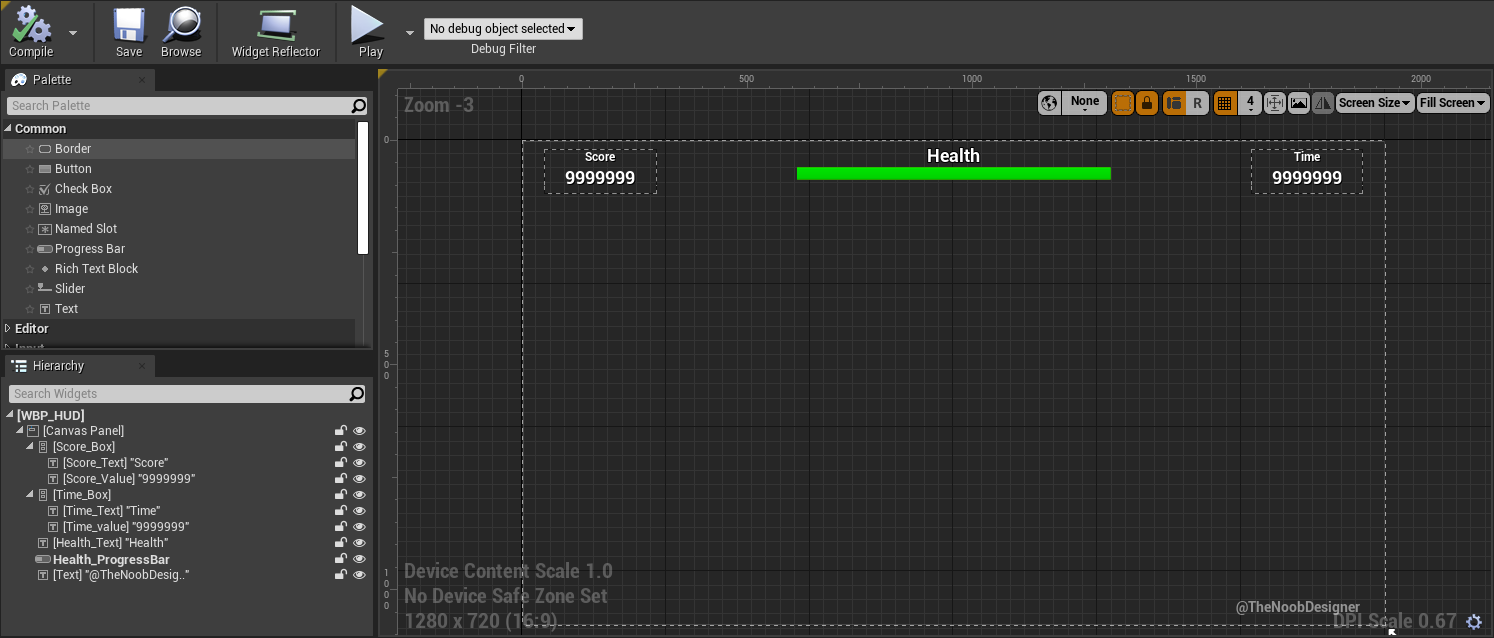 Compile
Save
Browse
Widget Reflector
Play
No debug object selected
Debug Filter
Palette
Search Palette
Common
Border
Button
Check Box
Image
Named Slot
Progress Bar
Rich Text Block
Slider
Text
Editor
Input
Hierarchy
Search Widgets
[WBP_HUD]
[Canvas Panel]
[Score_Box]
[Score_Text] "Score"
[Score_Value] "9999999"
[Time_Box]
[Time_Text] "Time"
[Time_value] "9999999"
[Health_Text] "Health"
Health_ProgressBar
[Text] "@TheNoobDesig.."
0 500 1000 1500 2000
Zoom -3
None
R
4
Screen Size
Fill Screen
0
Score
9999999
Health
Time
9999999
500
1000
Device Content Scale 1.0
No Device Safe Zone Set
1280 x 720 (16:9)
@TheNoobDesigner
DPI Scale 0.67